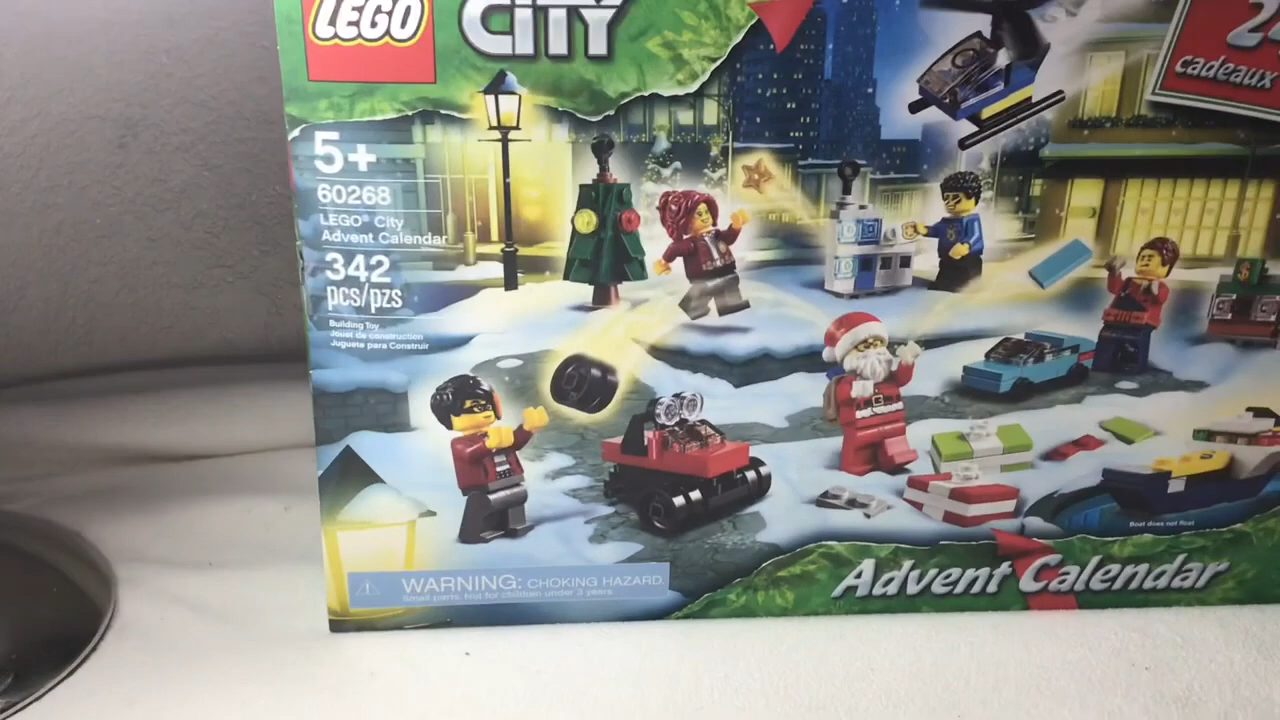 LEGO
CITY
2
cadeaux
5+
60268
LEGO® City
Advent Calendar
342
pcs/pzs
Building Toy
Jouet de construction
Juguete para Construir
Boat does not float
WARNING: CHOKING HAZARD.
Small parts. Not for children under 3 years.
Advent Calendar